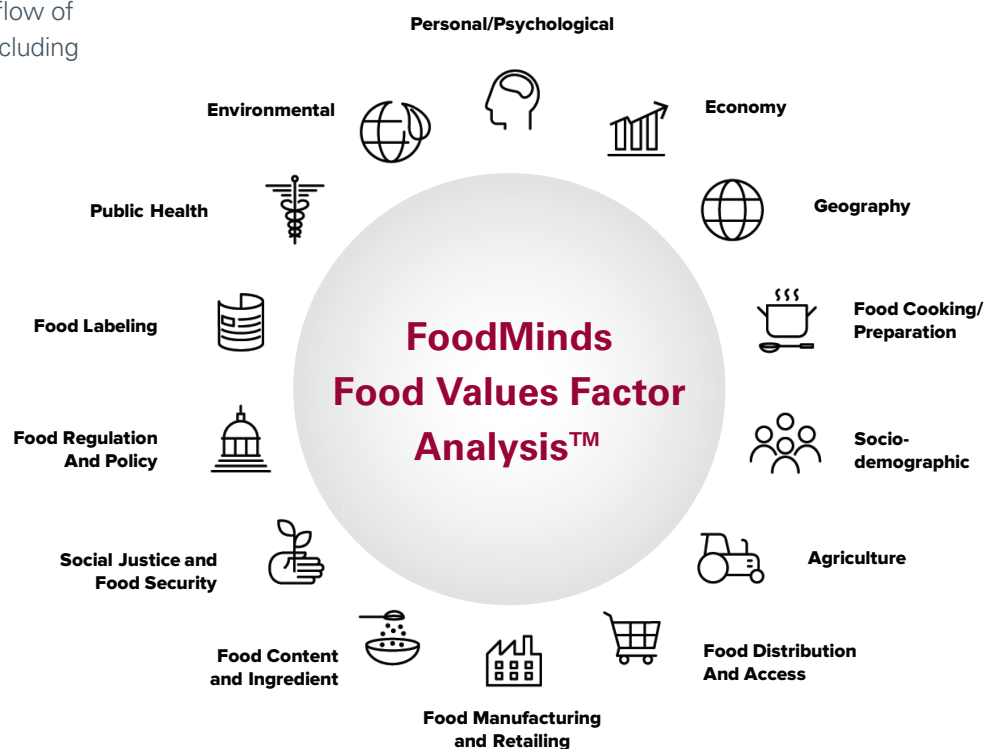 flow of
cluding
Personal/Psychological
Environmental
Economy
Public Health
Geography
Food Labeling
Food Cooking/
Preparation
FoodMinds
Food Values Factor
Analysis™
Food Regulation
And Policy
Socio-
demographic
Social Justice and
Food Security
Agriculture
Food Content
and Ingredient
Food Distribution
And Access
Food Manufacturing
and Retailing